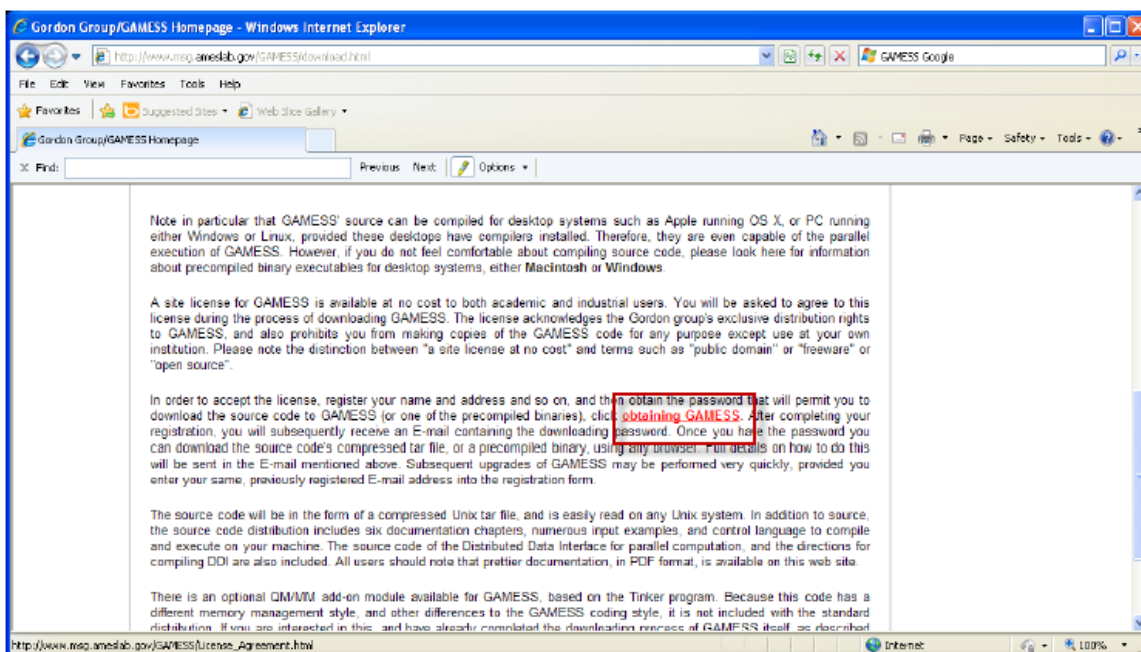 Gordon Group/GAMESS Homepage - Windows Internet Explorer
http://www.msg.ameslab.gov/GAMESS/download.html
GAMESS Google
File Edit View Favorites Tools Help
Favorites Suggested Sites Web Slice Gallery
Gordon Group/GAMESS Homepage
Page Safety Tools
X Find: Previous Next Options
Note in particular that GAMESS' source can be compiled for desktop systems such as Apple running OS X, or PC running
either Windows or Linux, provided these desktops have compilers installed. Therefore, they are even capable of the parallel
execution of GAMESS. However, if you do not feel comfortable about compiling source code, please look here for information
about precompiled binary executables for desktop systems, either Macintosh or Windows.
A site license for GAMESS is available at no cost to both academic and industrial users. You will be asked to agree to this
license during the process of downloading GAMESS. The license acknowledges the Gordon group's exclusive distribution rights
to GAMESS, and also prohibits you from making copies of the GAMESS code for any purpose except use at your own
institution. Please note the distinction between "a site license at no cost" and terms such as "public domain" or "freeware" or
"open source".
In order to accept the license, register your name and address and so on, and then obtain the password that will permit you to
download the source code to GAMESS (or one of the precompiled binaries), click obtaining GAMESS. After completing your
registration, you will subsequently receive an E-mail containing the downloading password. Once you have the password you
can download the source code's compressed tar file, or a precompiled binary, using any browser. Full details on how to do this
will be sent in the E-mail mentioned above. Subsequent upgrades of GAMESS may be performed very quickly, provided you
enter your same, previously registered E-mail address into the registration form.
The source code will be in the form of a compressed Unix tar file, and is easily read on any Unix system. In addition to source,
the source code distribution includes six documentation chapters, numerous input examples, and control language to compile
and execute on your machine. The source code of the Distributed Data Interface for parallel computation, and the directions for
compiling DDI are also included. All users should note that prettier documentation, in PDF format, is available on this web site.
There is an optional QM/MM add-on module available for GAMESS, based on the Tinker program. Because this code has a
different memory management style, and other differences to the GAMESS coding style, it is not included with the standard
distribution. If you are interested in this, and have already completed the downloading process of GAMESS itself, as described
http://www.msg.ameslab.gov/GAMESS/License_Agreement.html Internet 100%